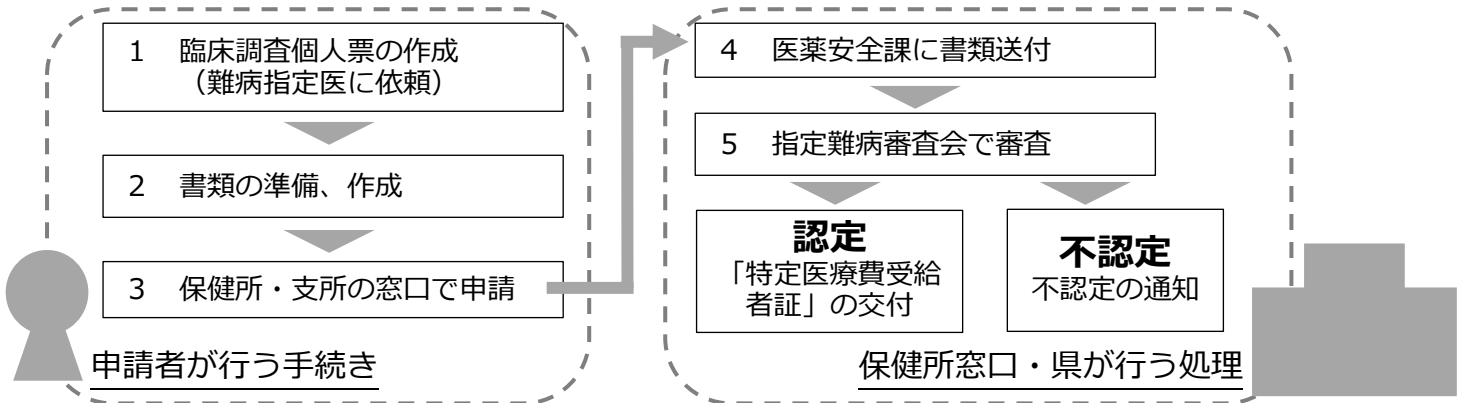 1 臨床調査個人票の作成
（難病指定医に依頼）
2 書類の準備、作成
3 保健所・支所の窓口で申請
申請者が行う手続き
4 医薬安全課に書類送付
5 指定難病審査会で審査
認定
「特定医療費受給
者証」の交付
不認定
不認定の通知
保健所窓口・県が行う処理